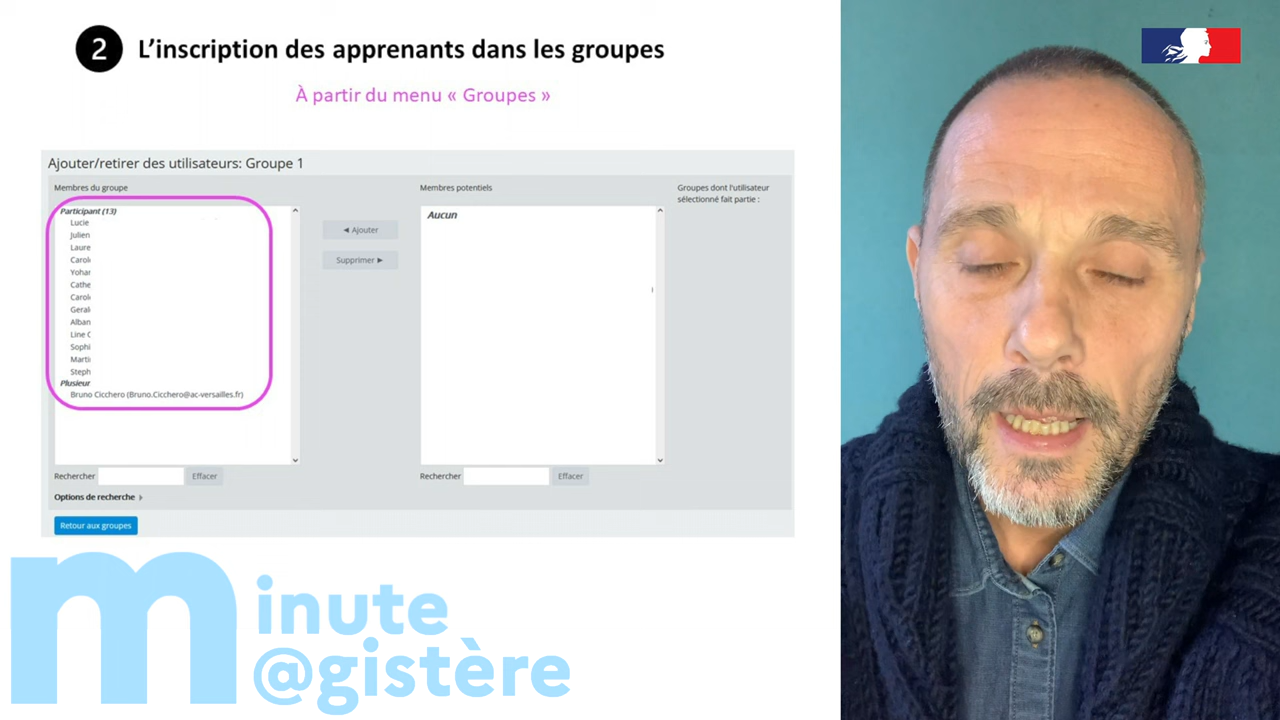 2 L'inscription des apprenants dans les groupes
À partir du menu « Groupes »
Ajouter/retirer des utilisateurs: Groupe 1
Membres du groupe
Participant (13)
Lucie
Julien
Laure
Carol
Yohan
Cathe
Carol
Geral
Alban
Line C
Sophi
Marti
Steph
Plusieur
Bruno Cicchero (Bruno.Cicchero@ac-versailles.fr)
Rechercher
Effacer
Options de recherche
Retour aux groupes
◄ Ajouter
Supprimer ►
Membres potentiels
Aucun
Rechercher
Effacer
Groupes dont l'utilisateur
sélectionné fait partie :
minute
@gistère